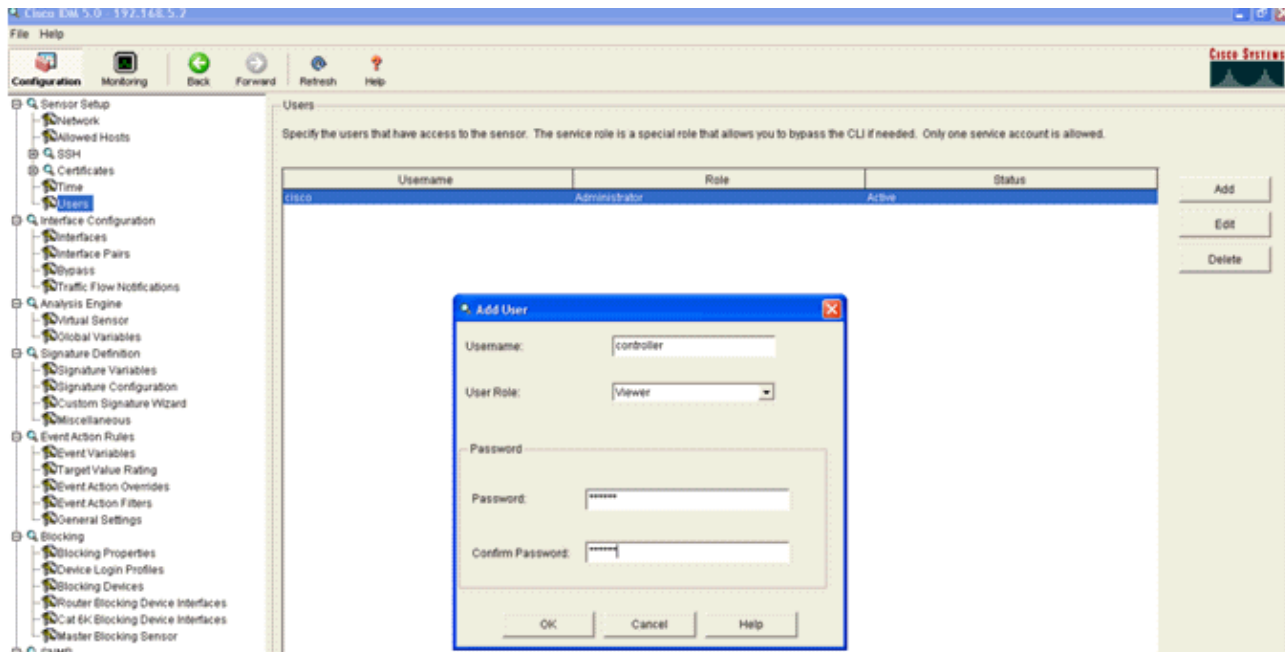 Cisco IDM 5.0 - 192.168.5.2
File Help
Configuration Monitoring Back Forward Refresh Help
CISCO SYSTEMS
Sensor Setup
Network
Allowed Hosts
SSH
Certificates
Time
Users
Interface Configuration
Interfaces
Interface Pairs
Bypass
Traffic Flow Notifications
Analysis Engine
Virtual Sensor
Global Variables
Signature Definition
Signature Variables
Signature Configuration
Custom Signature Wizard
Miscellaneous
Event Action Rules
Event Variables
Target Value Rating
Event Action Overrides
Event Action Filters
General Settings
Blocking
Blocking Properties
Device Login Profiles
Blocking Devices
Router Blocking Device Interfaces
Cat 6K Blocking Device Interfaces
Master Blocking Sensor
SNMP
Users
Specify the users that have access to the sensor. The service role is a special role that allows you to bypass the CLI if needed. Only one service account is allowed.
Username Role Status
cisco Administrator Active
Add
Edit
Delete
Add User
Username: controller
User Role: Viewer
Password
Password: *******
Confirm Password: *******
OK Cancel Help